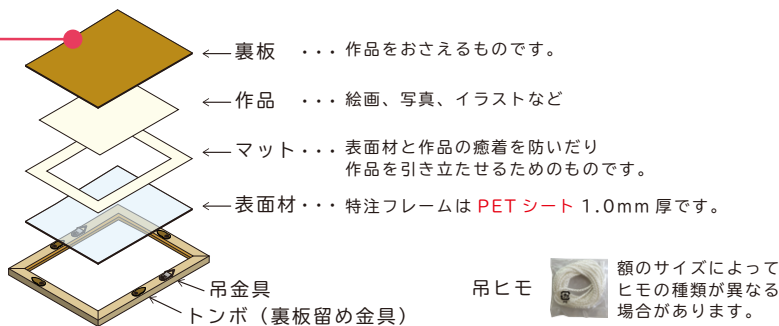 裏板 ・・・ 作品をおさえるものです。
作品 ・・・ 絵画、写真、イラストなど
マット・・・ 表面材と作品の癒着を防いだり
作品を引き立たせるためのものです。
表面材・・・ 特注フレームは PET シート 1.0mm 厚です。
吊金具
トンボ（裏板留め金具）
吊ヒモ
額のサイズによって
ヒモの種類が異なる
場合があります。